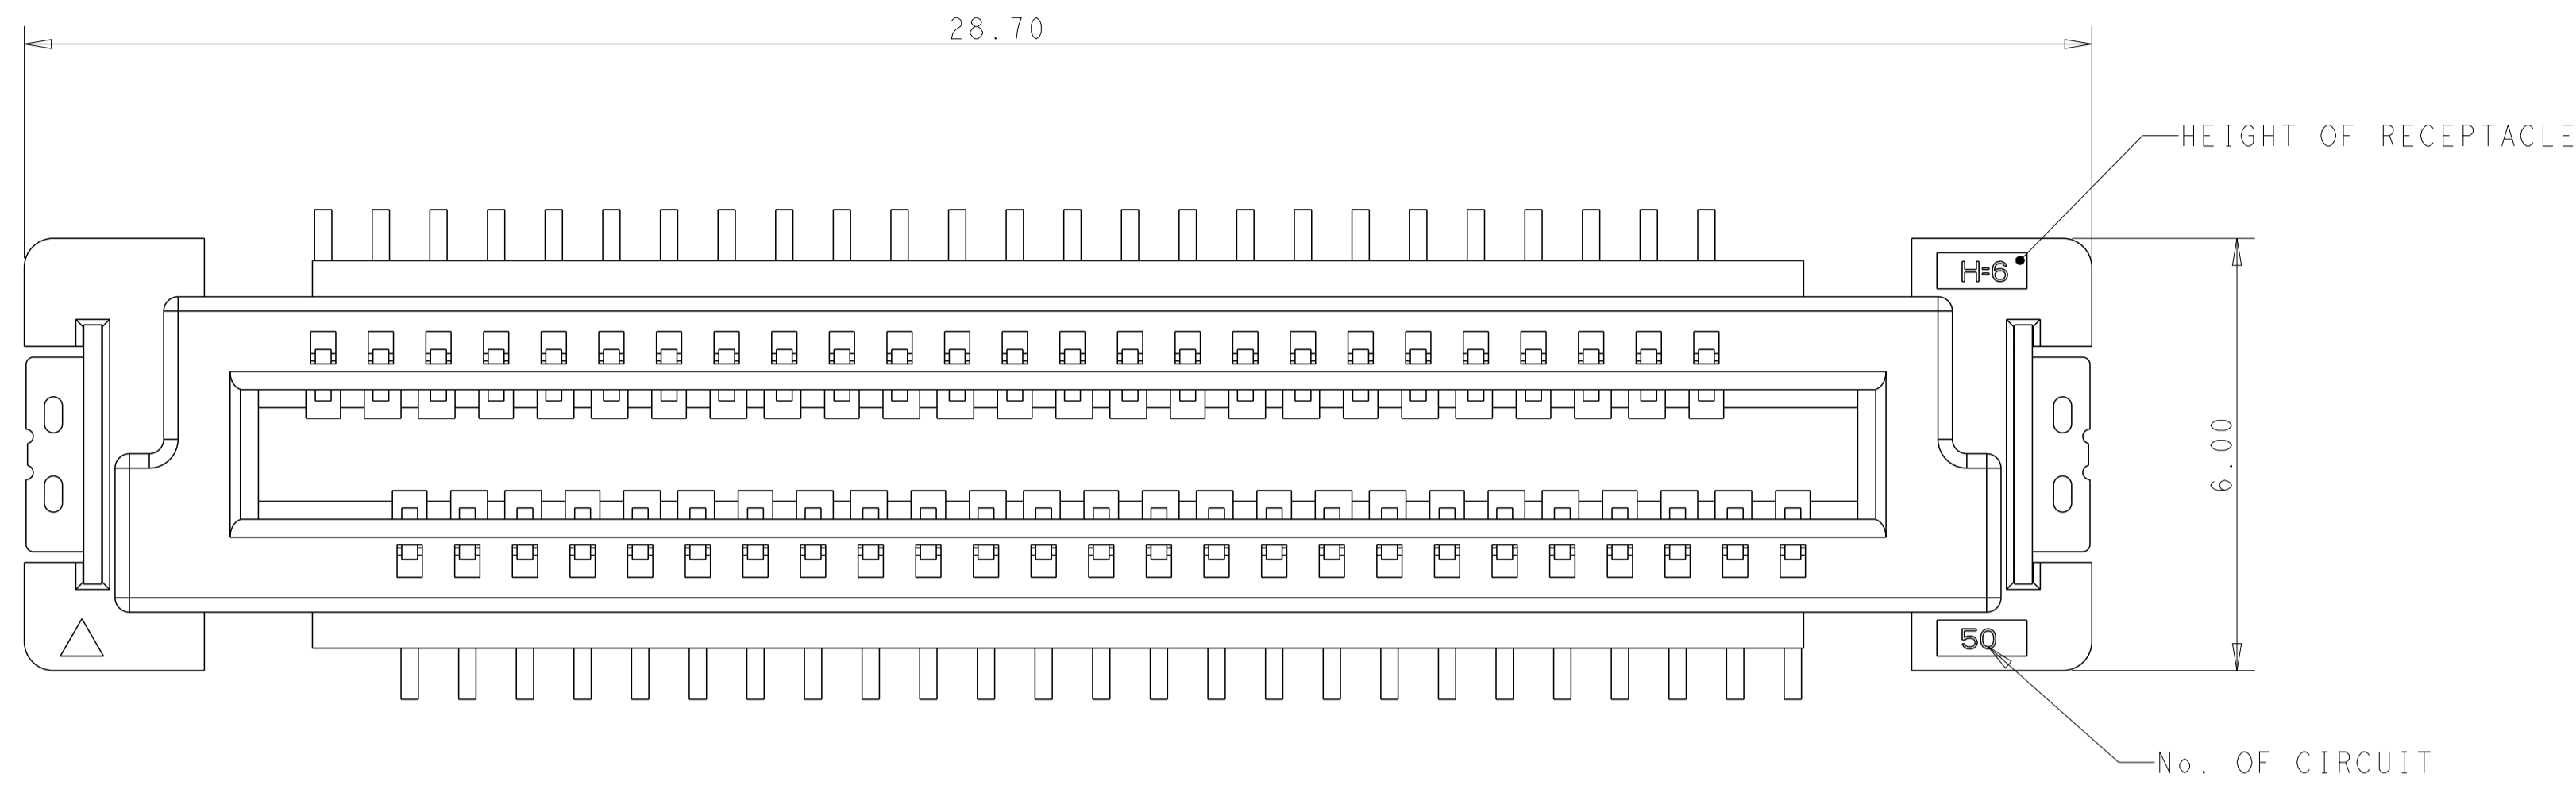 28.70
HEIGHT OF RECEPTACLE
H=6
6.00
50
No. OF CIRCUIT